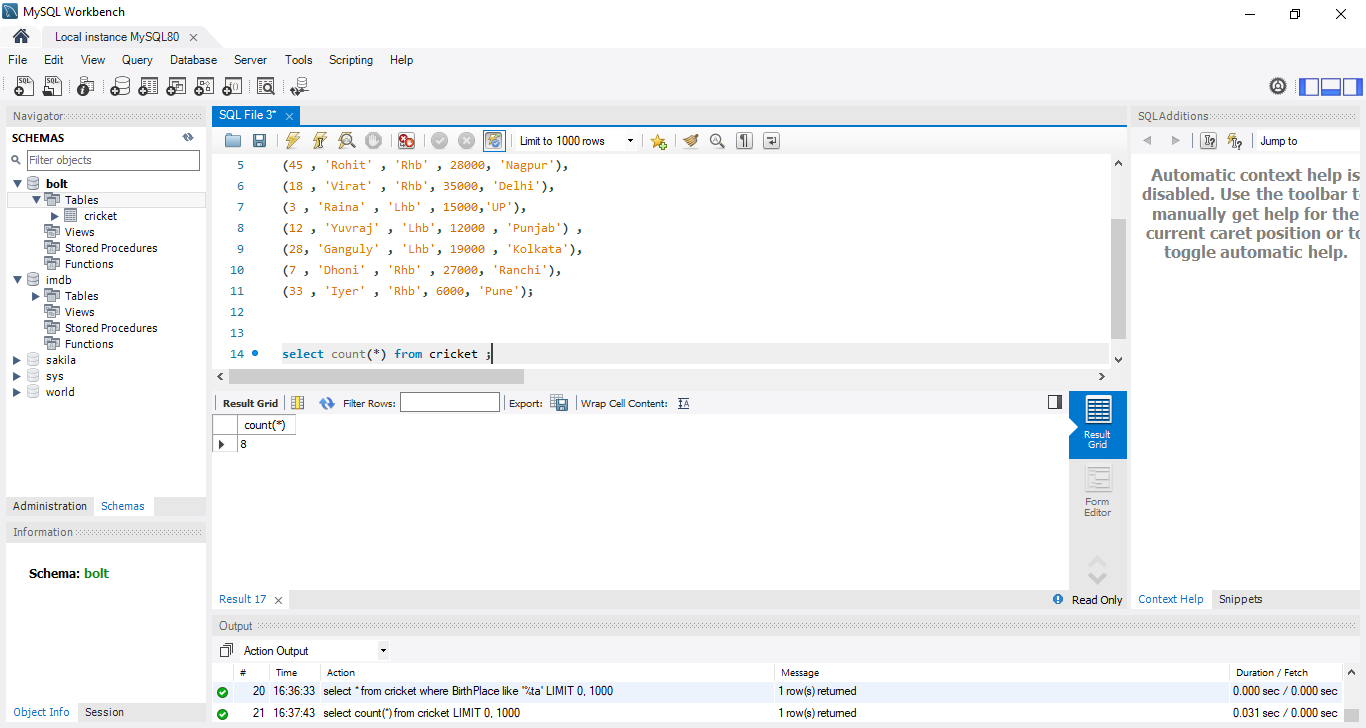 MySQL Workbench
Local instance MySQL80
File Edit View Query Database Server Tools Scripting Help
Navigator
SCHEMAS
Filter objects
bolt
Tables
cricket
Views
Stored Procedures
Functions
imdb
Tables
Views
Stored Procedures
Functions
sakila
sys
world
Administration Schemas
Information
Schema: bolt
Object Info Session
SQL File 3*
Limit to 1000 rows
5 (45 , 'Rohit' , 'Rhb' , 28000, 'Nagpur'),
6 (18 , 'Virat' , 'Rhb', 35000, 'Delhi'),
7 (3 , 'Raina' , 'Lhb' , 15000,'UP'),
8 (12 , 'Yuvraj' , 'Lhb', 12000 , 'Punjab') ,
9 (28, 'Ganguly' , 'Lhb', 19000 , 'Kolkata'),
10 (7 , 'Dhoni' , 'Rhb' , 27000, 'Ranchi'),
11 (33 , 'Iyer' , 'Rhb', 6000, 'Pune');
12
13
14 select count(*) from cricket ;
Result Grid Filter Rows: Export: Wrap Cell Content:
count(*)
8
Result
Grid
Form
Editor
Result 17
Read Only
SQLAdditions
Jump to
Automatic context help is
disabled. Use the toolbar t
manually get help for the
current caret position or to
toggle automatic help.
Context Help Snippets
Output
Action Output
# Time Action Message Duration / Fetch
20 16:36:33 select * from cricket where BirthPlace like '%ta' LIMIT 0, 1000 1 row(s) returned 0.000 sec / 0.000 sec
21 16:37:43 select count(*) from cricket LIMIT 0, 1000 1 row(s) returned 0.031 sec / 0.000 sec